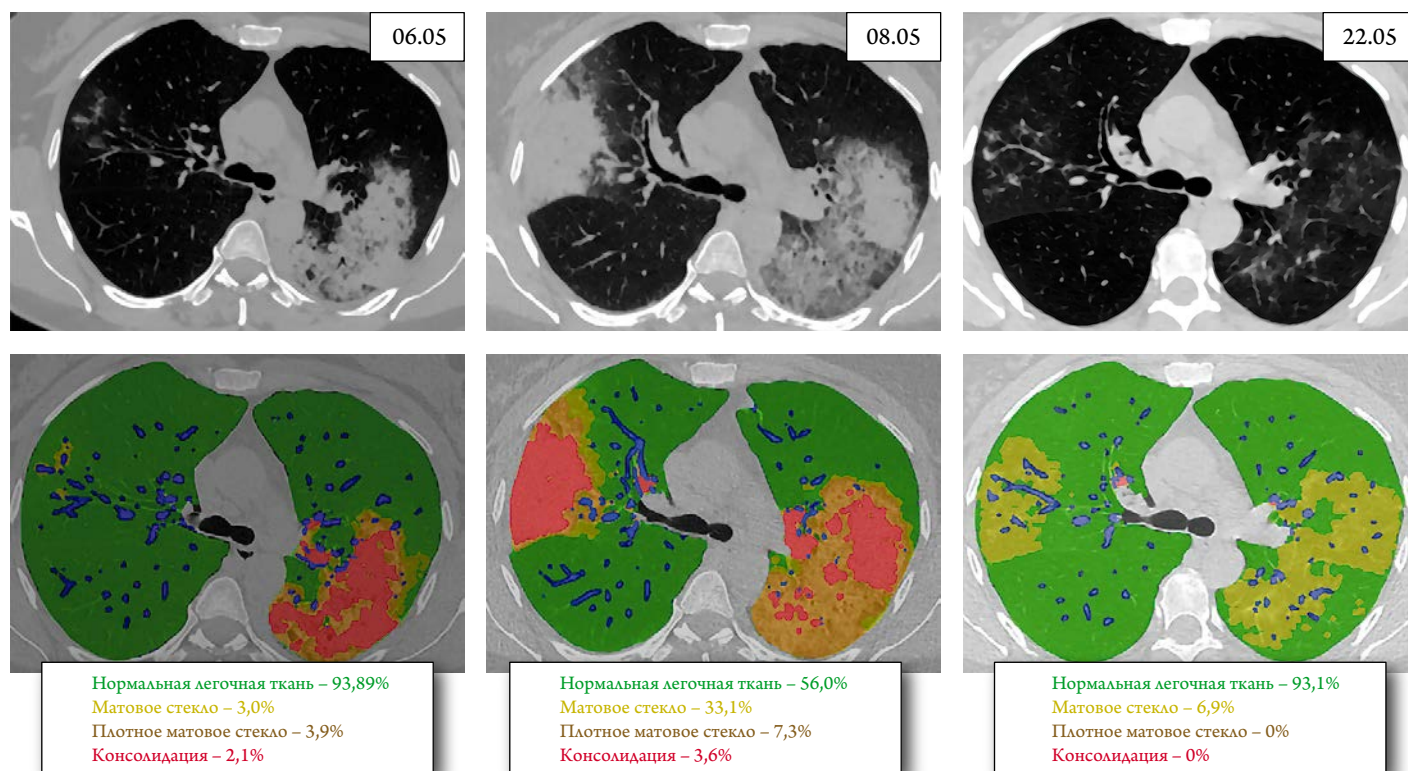 06.05
08.05
22.05
Нормальная легочная ткань – 93,89%
Матовое стекло – 3,0%
Плотное матовое стекло – 3,9%
Консолидация – 2,1%
Нормальная легочная ткань – 56,0%
Матовое стекло – 33,1%
Плотное матовое стекло – 7,3%
Консолидация – 3,6%
Нормальная легочная ткань – 93,1%
Матовое стекло – 6,9%
Плотное матовое стекло – 0%
Консолидация – 0%